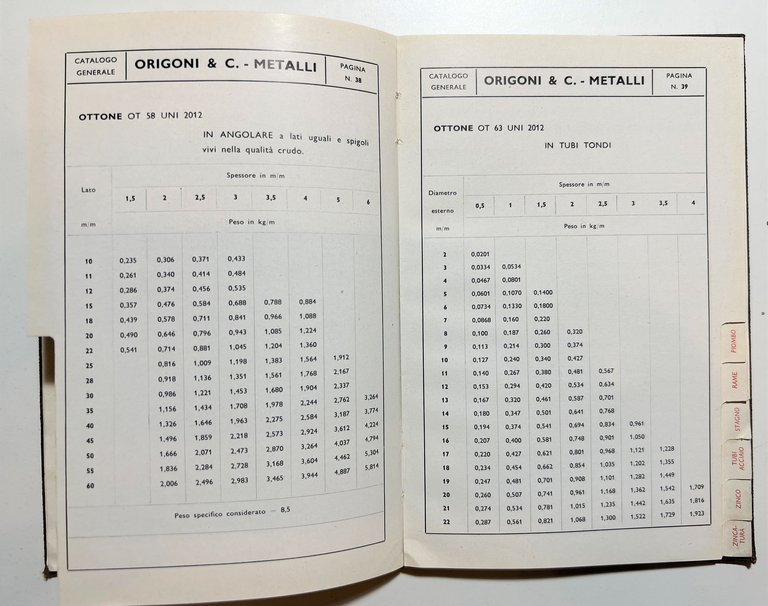 CATALOGO GENERALE
ORIGONI & C. - METALLI
PAGINA N. 38
OTTONE OT 58 UNI 2012
IN ANGOLARE a lati uguali e spigoli
vivi nella qualità crudo.
Lato
m/m
Spessore in m/m
1,5 2 2,5 3 3,5 4 5 6
Peso in kg/m
10 0,235 0,306 0,371 0,433
11 0,261 0,340 0,414 0,484
12 0,286 0,374 0,456 0,535
15 0,357 0,476 0,584 0,688 0,788 0,884
18 0,439 0,578 0,711 0,841 0,966 1,088
20 0,490 0,646 0,796 0,943 1,085 1,224
22 0,541 0,714 0,881 1,045 1,204 1,360
25 0,816 1,009 1,198 1,383 1,564 1,912
28 0,918 1,136 1,351 1,561 1,768 2,167
30 0,986 1,221 1,453 1,680 1,904 2,337
35 1,156 1,434 1,708 1,978 2,244 2,762 3,264
40 1,326 1,646 1,963 2,275 2,584 3,187 3,774
45 1,496 1,859 2,218 2,573 2,924 3,612 4,224
50 1,666 2,071 2,473 2,870 3,264 4,037 4,794
55 1,836 2,284 2,728 3,168 3,604 4,462 5,304
60 2,006 2,496 2,983 3,465 3,944 4,887 5,814
Peso specifico considerato = 8,5
CATALOGO GENERALE
ORIGONI & C. - METALLI
PAGINA N. 39
OTTONE OT 63 UNI 2012
IN TUBI TONDI
Diametro
esterno
m/m
Spessore in m/m
0,5 1 1,5 2 2,5 3 3,5 4
Peso in kg/m
2 0,0201
3 0,0334 0,0534
4 0,0467 0,0801
5 0,0601 0,1070 0,1400
6 0,0734 0,1330 0,1800
7 0,0868 0,160 0,220
8 0,100 0,187 0,260 0,320
9 0,113 0,214 0,300 0,374
10 0,127 0,240 0,340 0,427
11 0,140 0,267 0,380 0,481 0,567
12 0,153 0,294 0,420 0,534 0,634
13 0,167 0,320 0,461 0,587 0,701
14 0,180 0,347 0,501 0,641 0,768
15 0,194 0,374 0,541 0,694 0,834 0,961
16 0,207 0,400 0,581 0,748 0,901 1,050
17 0,220 0,427 0,621 0,801 0,968 1,121 1,228
18 0,234 0,454 0,662 0,854 1,035 1,202 1,355
19 0,247 0,481 0,701 0,908 1,101 1,282 1,449
20 0,260 0,507 0,741 0,961 1,168 1,362 1,542 1,709
21 0,274 0,534 0,781 1,015 1,235 1,442 1,635 1,816
22 0,287 0,561 0,821 1,068 1,300 1,522 1,729 1,923
PIOMBO
RAME
STAGNO
TUBI
ACCIAIO
ZINCO
ZINCA-
TURA